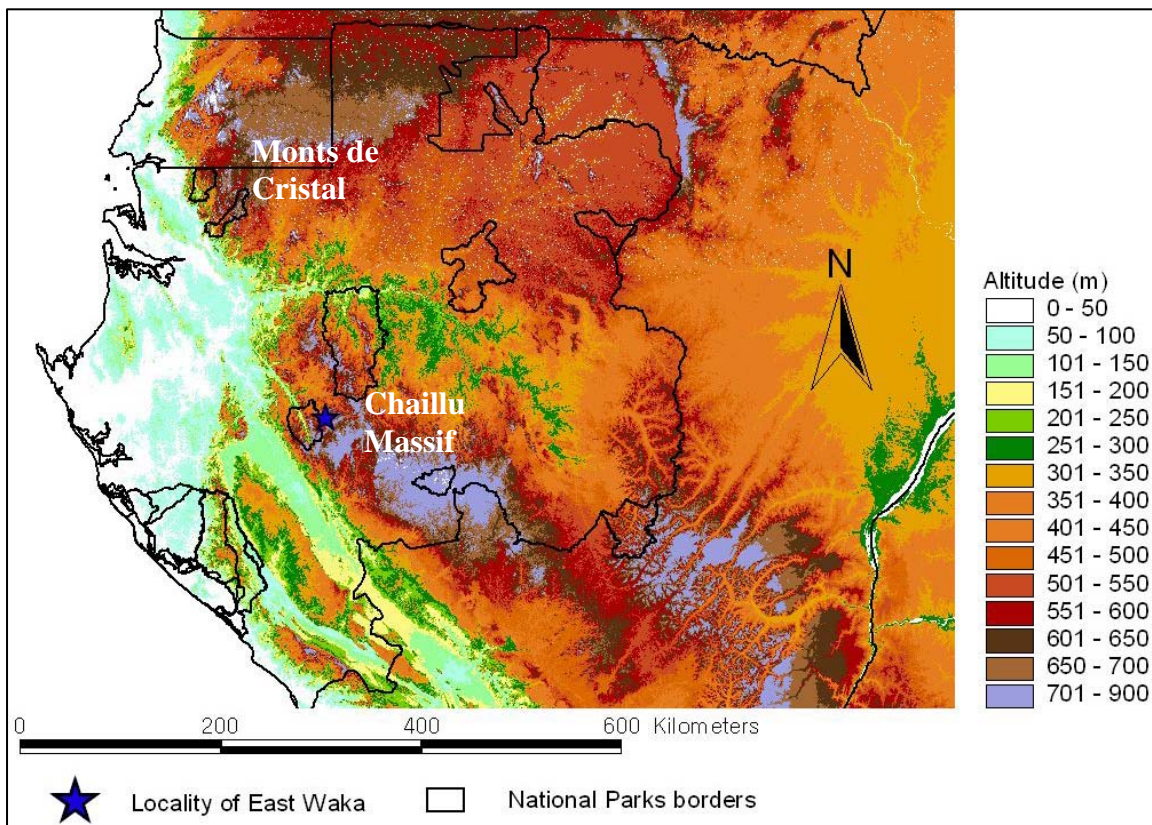 Monts de
Cristal
Chaillu
Massif
N
Altitude (m)
0 - 50
50 - 100
101 - 150
151 - 200
201 - 250
251 - 300
301 - 350
351 - 400
401 - 450
451 - 500
501 - 550
551 - 600
601 - 650
650 - 700
701 - 900
0 200 400 600 Kilometers
Locality of East Waka
National Parks borders